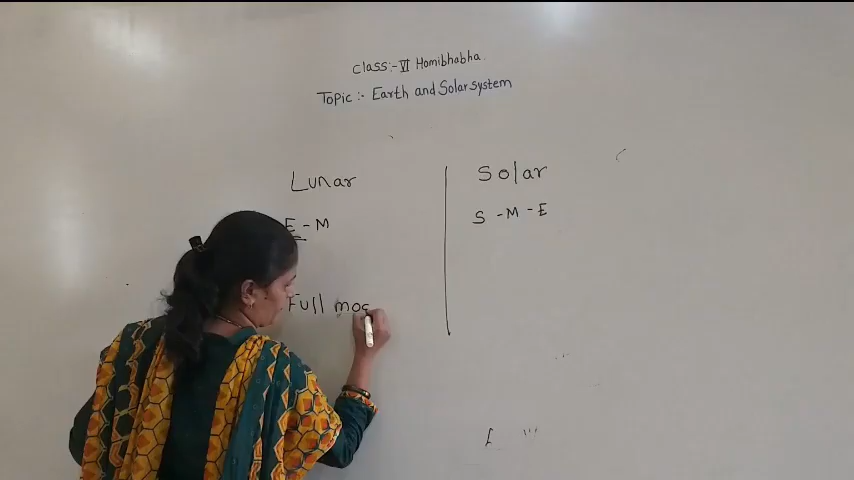 Class:- VI Homibhabha.
Topic :- Earth and Solar system
Lunar
E - M
Full moo
Solar
S - M - E
E